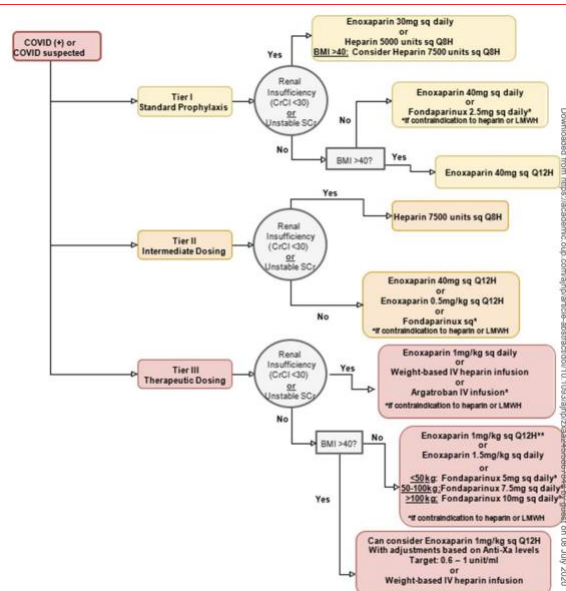 COVID (+) or
COVID suspected
Tier I
Standard Prophylaxis
Renal
Insufficiency
(CrCl <30)
or
Unstable SCr
Yes
Enoxaparin 30mg sq daily
or
Heparin 5000 units sq Q8H
BMI >40: Consider Heparin 7500 units sq Q8H
No
BMI >40?
No
Enoxaparin 40mg sq daily
or
Fondaparinux 2.5mg sq daily*
*If contraindication to heparin or LMWH
Yes
Enoxaparin 40mg sq Q12H
Tier II
Intermediate Dosing
Renal
Insufficiency
(CrCl <30)
or
Unstable SCr
Yes
Heparin 7500 units sq Q8H
No
Enoxaparin 40mg sq Q12H
or
Enoxaparin 0.5mg/kg sq Q12H
or
Fondaparinux sq*
*If contraindication to heparin or LMWH
Tier III
Therapeutic Dosing
Renal
Insufficiency
(CrCl <30)
or
Unstable SCr
Yes
Enoxaparin 1mg/kg sq daily
or
Weight-based IV heparin infusion
or
Argatroban IV infusion*
*If contraindication to heparin or LMWH
No
BMI >40?
No
Enoxaparin 1mg/kg sq Q12H**
or
Enoxaparin 1.5mg/kg sq daily
or
<50kg: Fondaparinux 5mg sq daily*
50-100kg: Fondaparinux 7.5mg sq daily*
>100kg: Fondaparinux 10mg sq daily*
*If contraindication to heparin or LMWH
Yes
Can consider Enoxaparin 1mg/kg sq Q12H
With adjustments based on Anti-Xa levels
Target: 0.6 – 1 unit/ml
or
Weight-based IV heparin infusion
Downloaded from https://academic.oup.com/ajhp/article-abstract/doi/ by guest on 08 July 2020